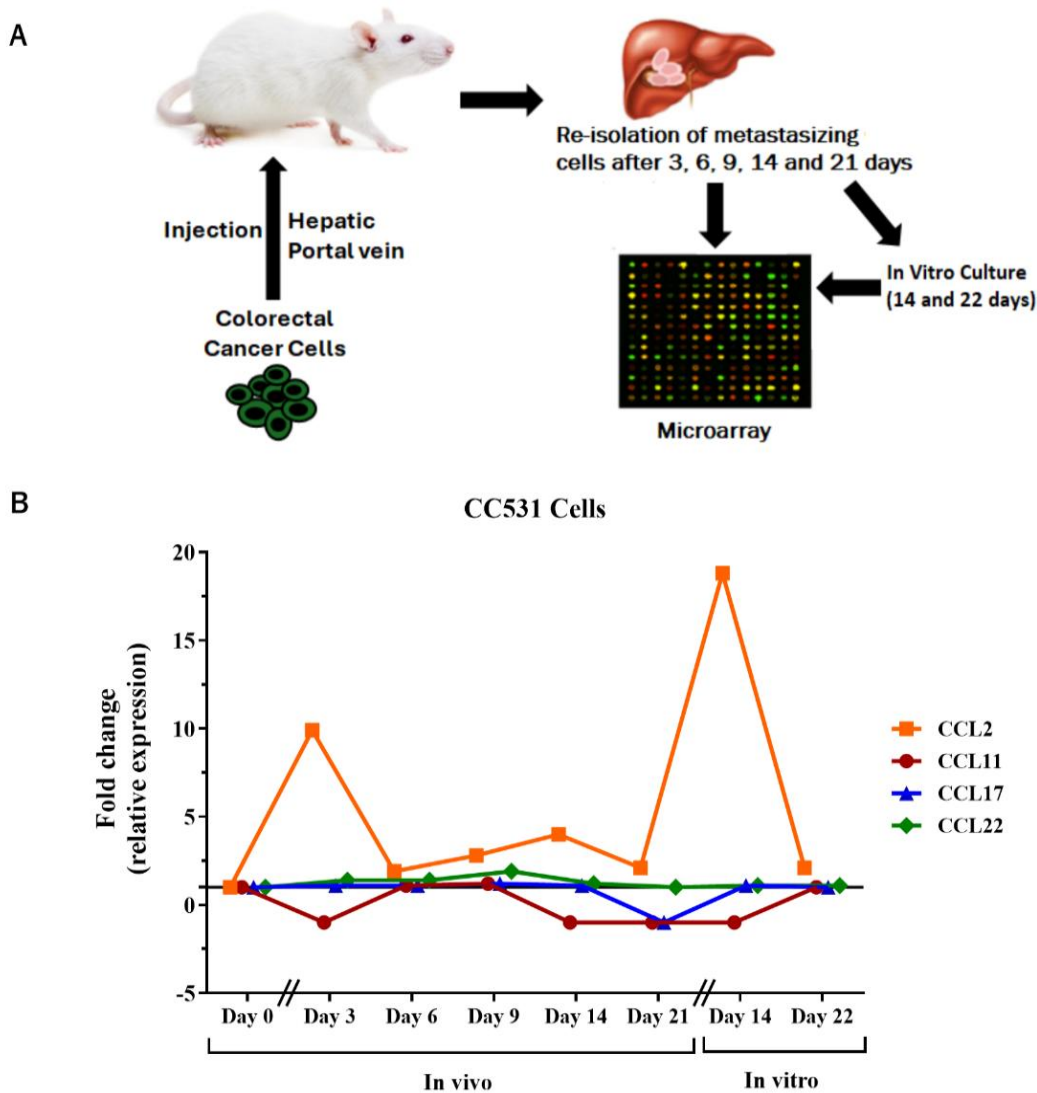 A
Injection
Hepatic
Portal vein
Colorectal
Cancer Cells
Re-isolation of metastasizing
cells after 3, 6, 9, 14 and 21 days
In Vitro Culture
(14 and 22 days)
Microarray
B
CC531 Cells
Fold change
(relative expression)
20
15
10
5
0
-5
CCL2
CCL11
CCL17
CCL22
Day 0 Day 3 Day 6 Day 9 Day 14 Day 21 Day 14 Day 22
In vivo In vitro